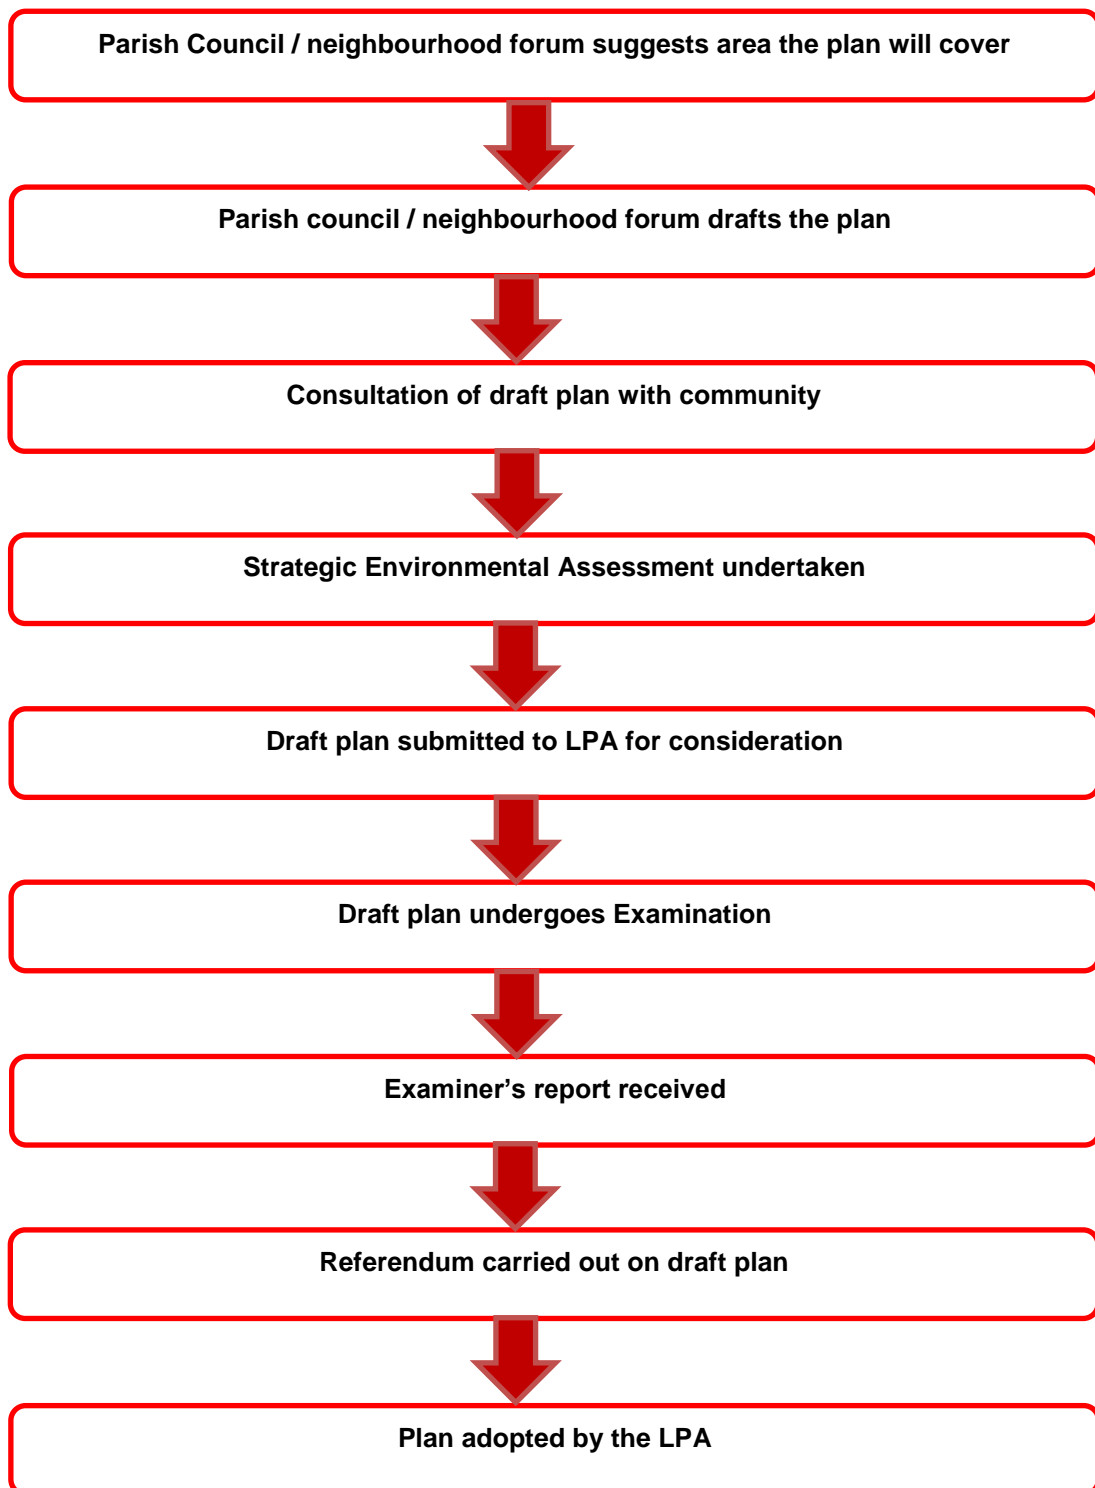 Parish Council / neighbourhood forum suggests area the plan will cover
Parish council / neighbourhood forum drafts the plan
Consultation of draft plan with community
Strategic Environmental Assessment undertaken
Draft plan submitted to LPA for consideration
Draft plan undergoes Examination
Examiner’s report received
Referendum carried out on draft plan
Plan adopted by the LPA